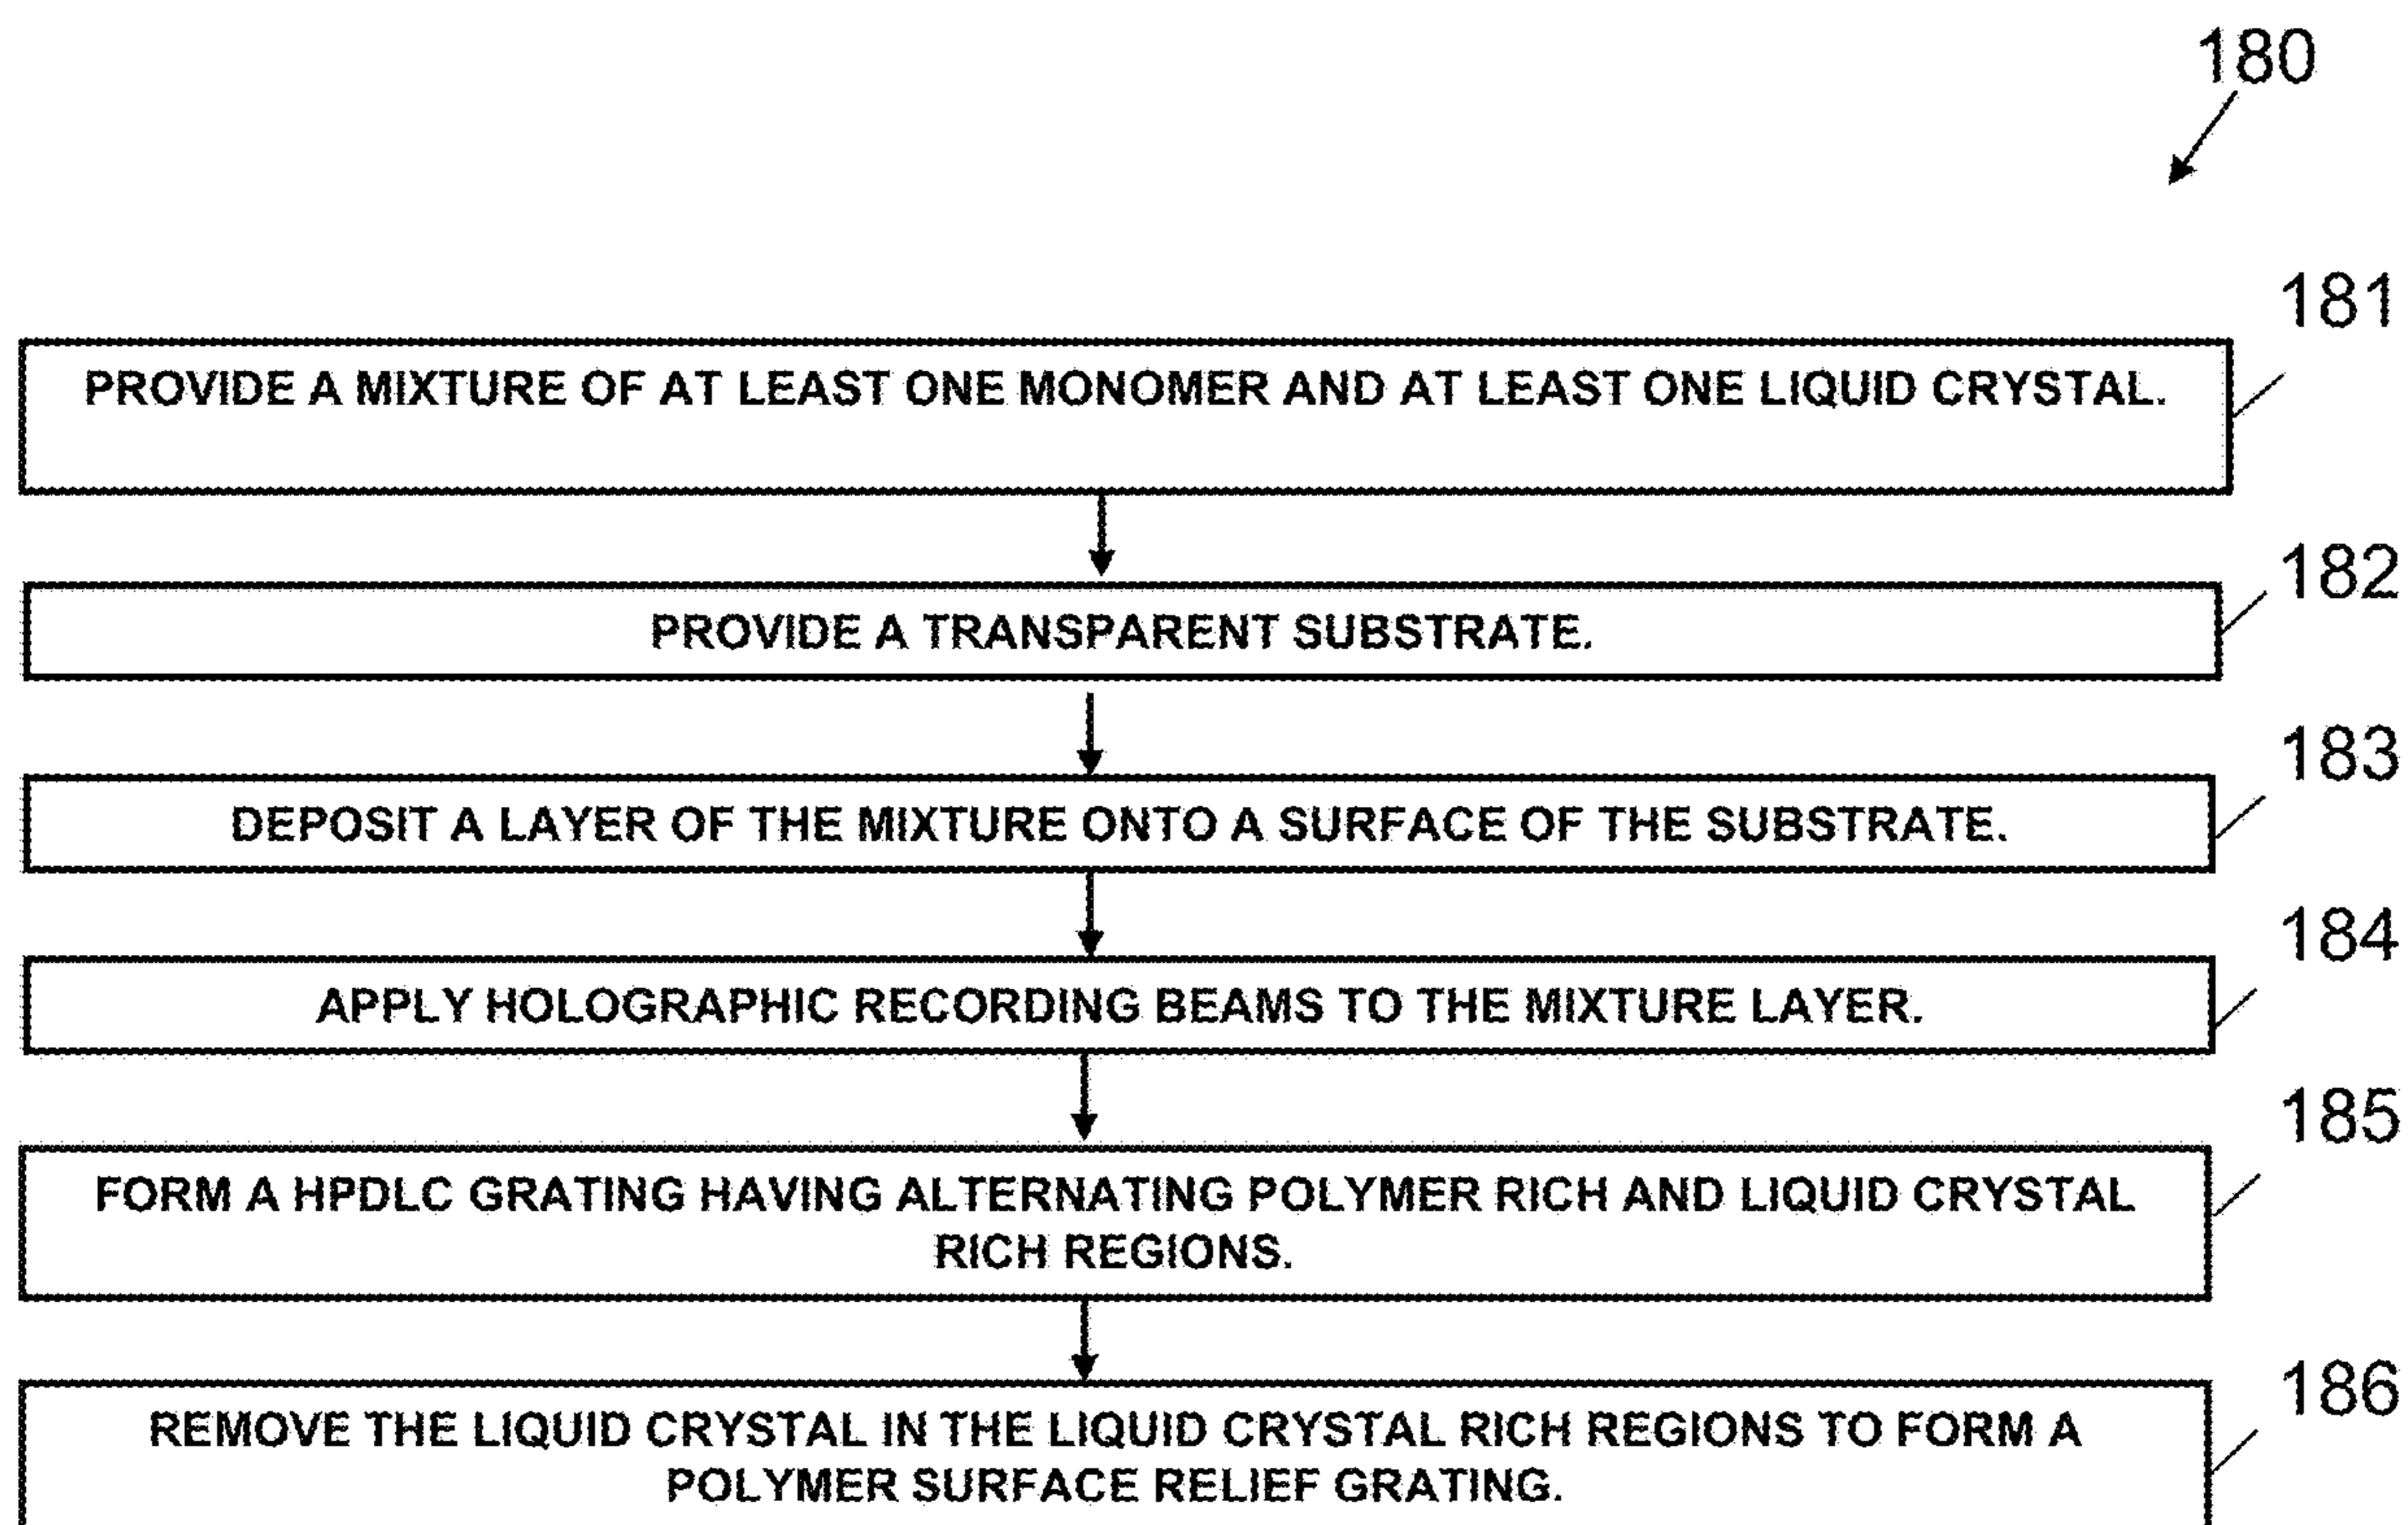 180
181
PROVIDE A MIXTURE OF AT LEAST ONE MONOMER AND AT LEAST ONE LIQUID CRYSTAL.
182
PROVIDE A TRANSPARENT SUBSTRATE.
183
DEPOSIT A LAYER OF THE MIXTURE ONTO A SURFACE OF THE SUBSTRATE.
184
APPLY HOLOGRAPHIC RECORDING BEAMS TO THE MIXTURE LAYER.
185
FORM A HPDLC GRATING HAVING ALTERNATING POLYMER RICH AND LIQUID CRYSTAL
RICH REGIONS.
186
REMOVE THE LIQUID CRYSTAL IN THE LIQUID CRYSTAL RICH REGIONS TO FORM A
POLYMER SURFACE RELIEF GRATING.